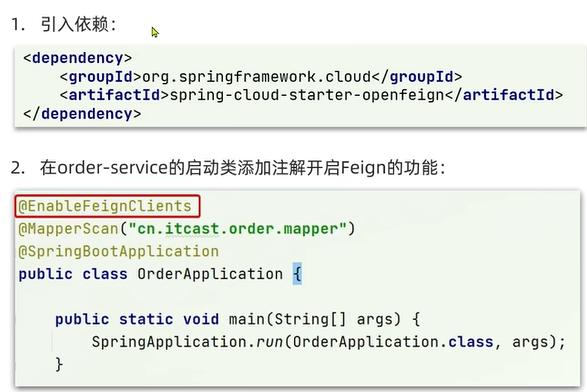 1. 引入依赖：
<dependency>
    <groupId>org.springframework.cloud</groupId>
    <artifactId>spring-cloud-starter-openfeign</artifactId>
</dependency>
2. 在order-service的启动类添加注解开启Feign的功能：
@EnableFeignClients
@MapperScan("cn.itcast.order.mapper")
@SpringBootApplication
public class OrderApplication {
    public static void main(String[] args) {
        SpringApplication.run(OrderApplication.class, args);
    }